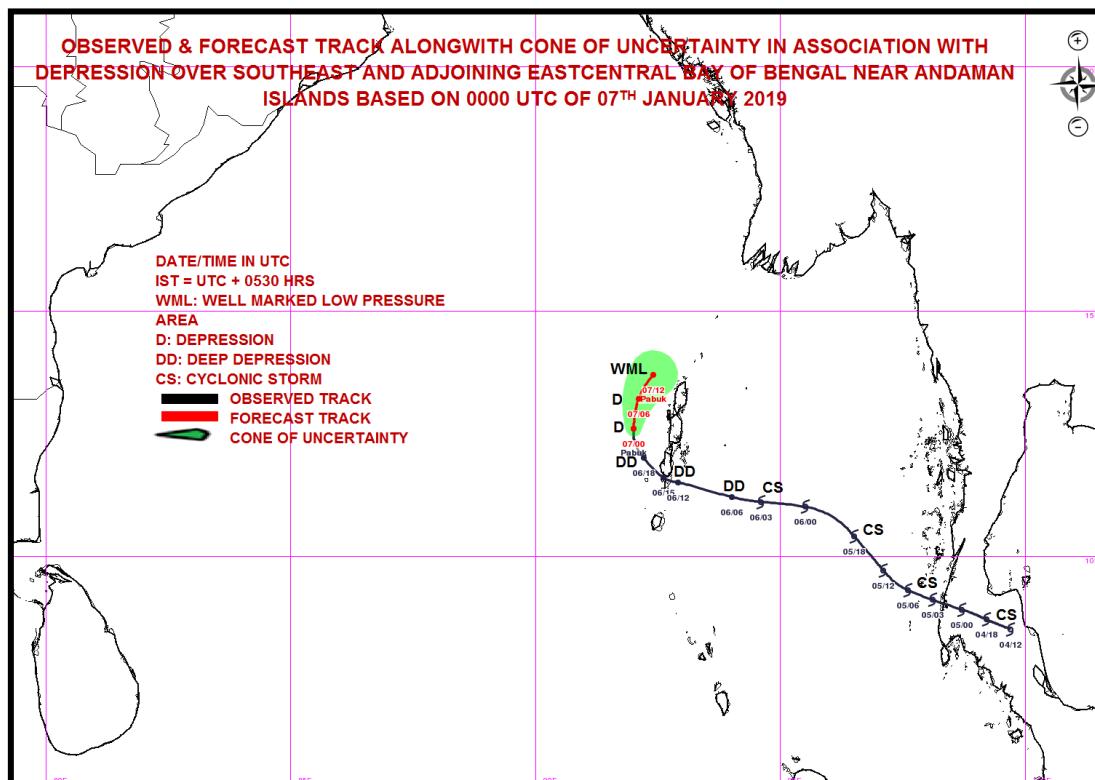 OBSERVED & FORECAST TRACK ALONGWITH CONE OF UNCERTAINTY IN ASSOCIATION WITH
DEPRESSION OVER SOUTHEAST AND ADJOINING EASTCENTRAL BAY OF BENGAL NEAR ANDAMAN
ISLANDS BASED ON 0000 UTC OF 07TH JANUARY 2019
DATE/TIME IN UTC
IST = UTC + 0530 HRS
WML: WELL MARKED LOW PRESSURE
AREA
D: DEPRESSION
DD: DEEP DEPRESSION
CS: CYCLONIC STORM
OBSERVED TRACK
FORECAST TRACK
CONE OF UNCERTAINTY
15
WML
07/12
Pabuk
D
07/06
D
07/00
Pabuk
DD
06/18
06/15
DD
06/12
DD
06/06
CS
06/03
06/00
CS
05/18
10
05/12
CS
05/06
05/03
05/00
CS
04/18
04/12